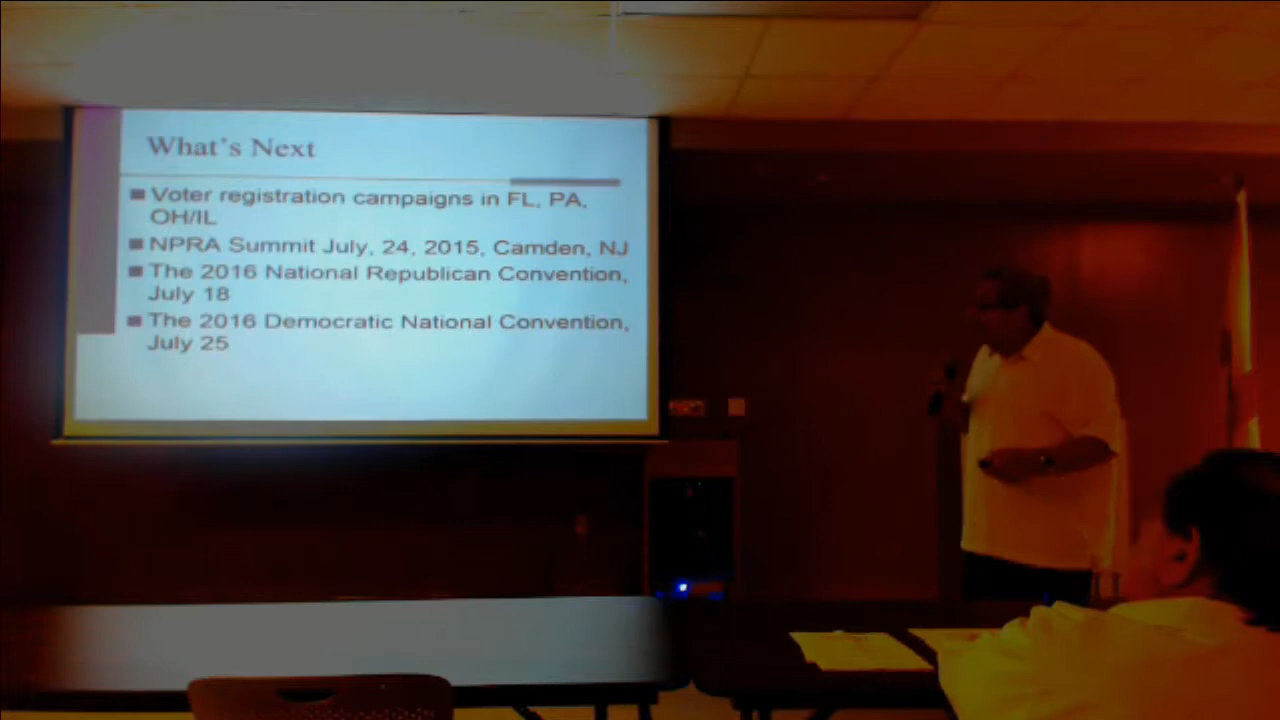 What's Next
Voter registration campaigns in FL, PA,
OH/IL
NPRA Summit July, 24, 2015, Camden, NJ
The 2016 National Republican Convention,
July 18
The 2016 Democratic National Convention,
July 25